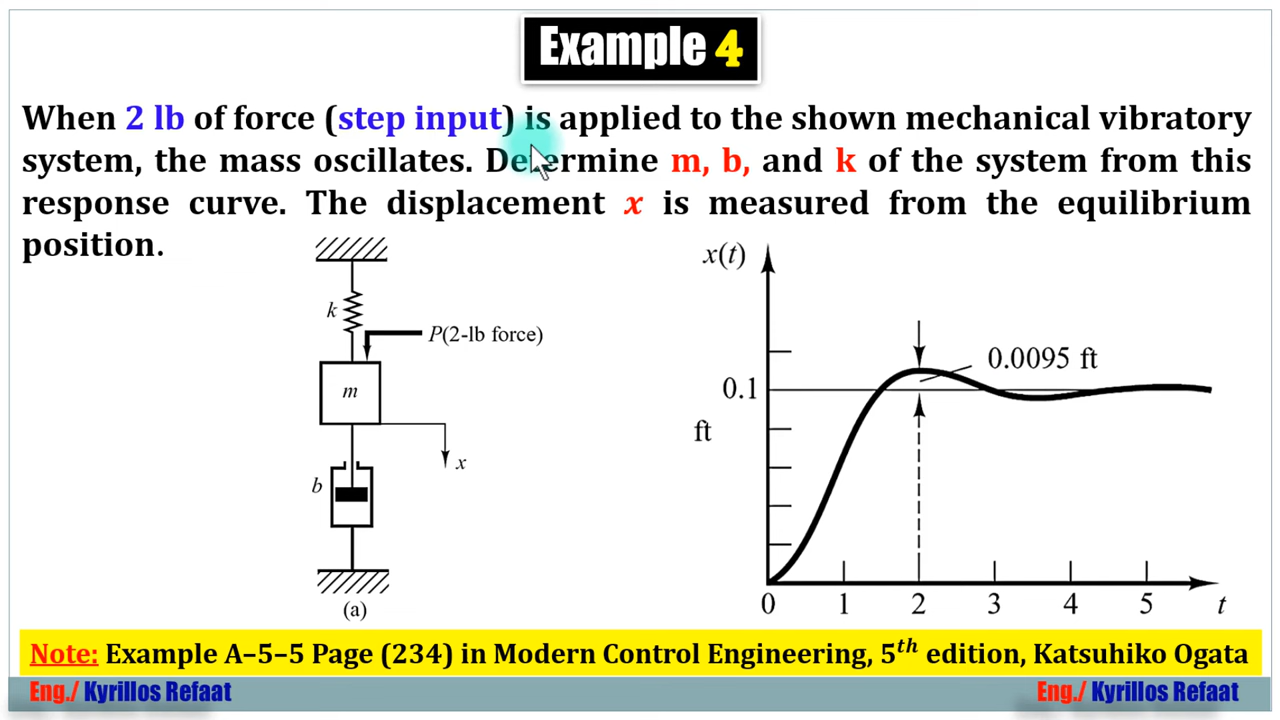 Example 4
When 2 lb of force (step input) is applied to the shown mechanical vibratory
system, the mass oscillates. Determine m, b, and k of the system from this
response curve. The displacement x is measured from the equilibrium
position.
k
P(2-lb force)
m
x
b
(a)
x(t)
0.0095 ft
0.1
ft
0 1 2 3 4 5 t
Note: Example A–5–5 Page (234) in Modern Control Engineering, 5th edition, Katsuhiko Ogata
Eng./ Kyrillos Refaat
Eng./ Kyrillos Refaat